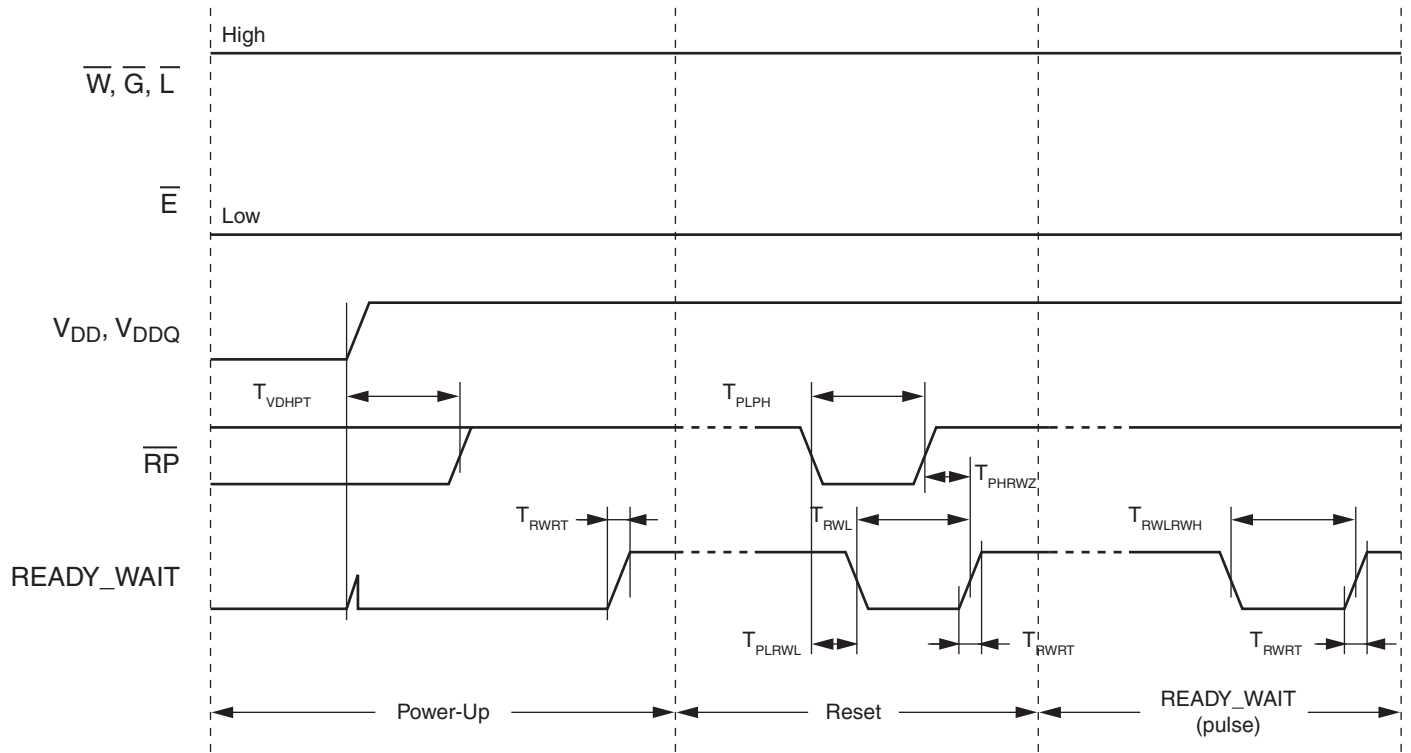 High
W̅, G̅, L̅
E̅
Low
VDD, VDDQ
TVDHPT
TPLPH
R̅P̅
TPHRWZ
TRWRT
TRWL
TRWLRWH
READY_WAIT
TPLRWL
TRWRT
TRWRT
Power-Up
Reset
READY_WAIT
(pulse)